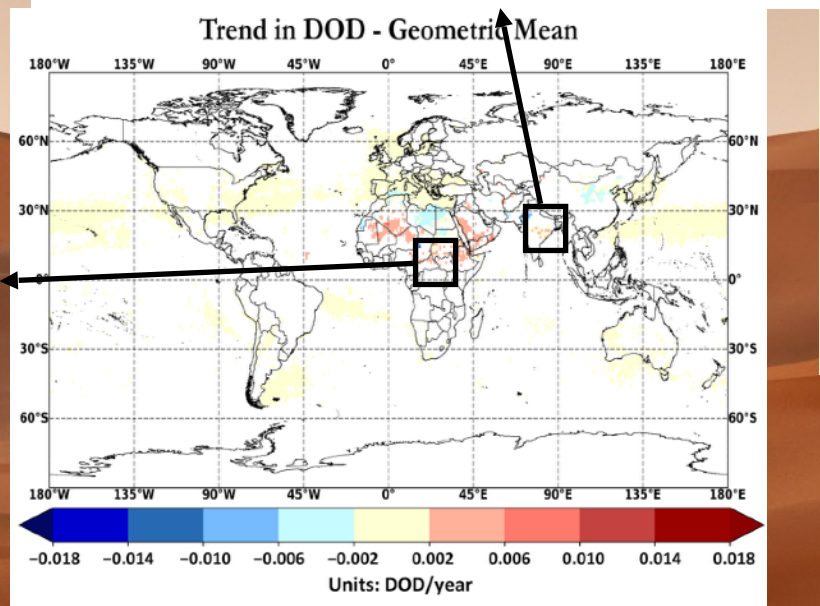 Trend in DOD - Geometric Mean
180°W 135°W 90°W 45°W 0° 45°E 90°E 135°E 180°E
60°N 60°N
30°N 30°N
0° 0°
30°S 30°S
60°S 60°S
180°W 135°W 90°W 45°W 0° 45°E 90°E 135°E 180°E
−0.018 −0.014 −0.010 −0.006 −0.002 0.002 0.006 0.010 0.014 0.018
Units: DOD/year